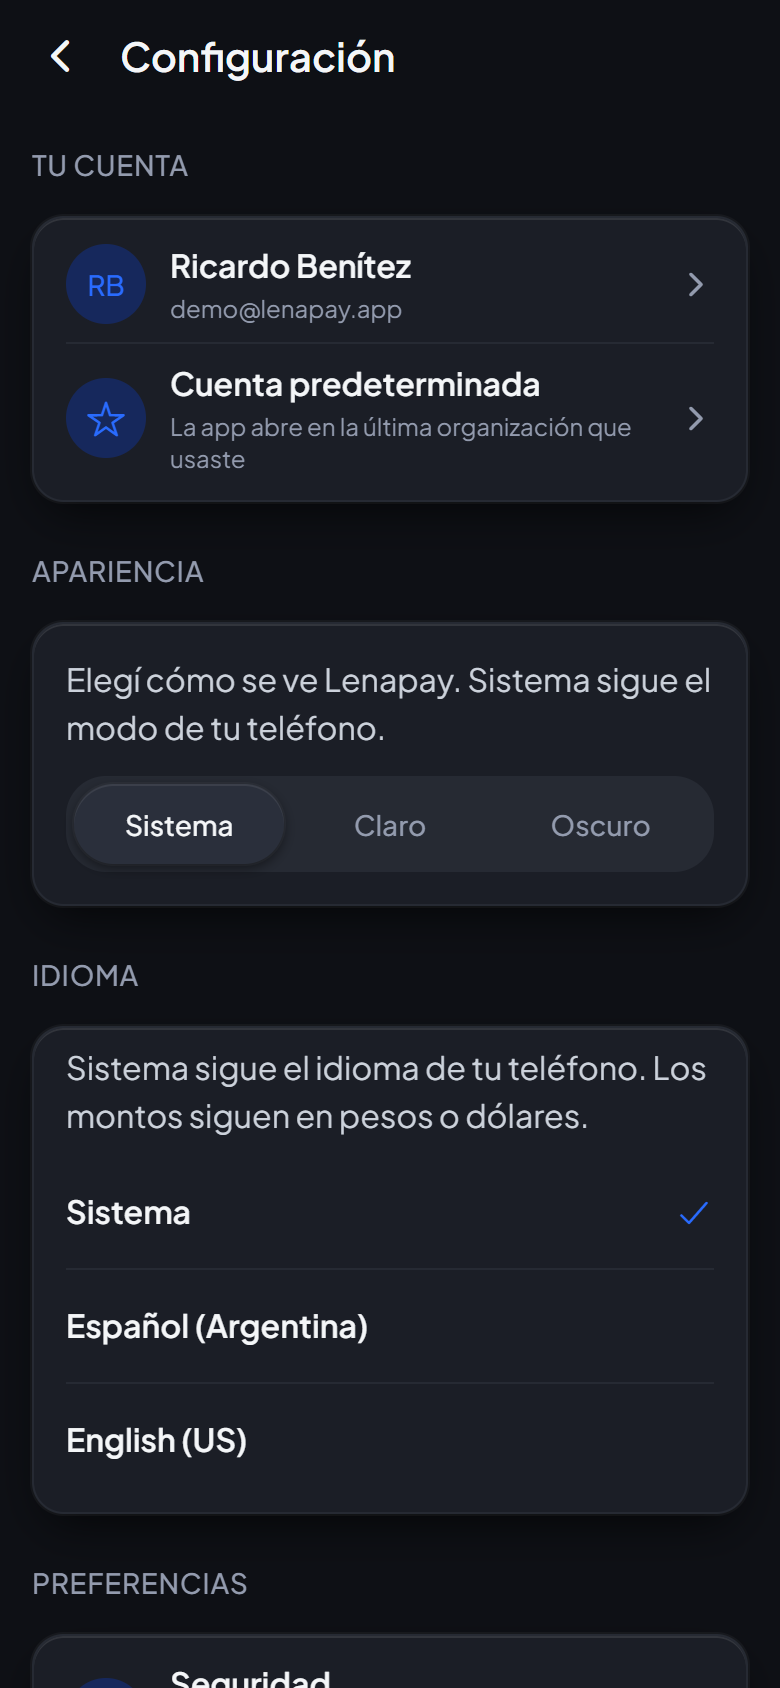 Configuración
TU CUENTA
RB
Ricardo Benítez
demo@lenapay.app
Cuenta predeterminada
La app abre en la última organización que
usaste
APARIENCIA
Elegí cómo se ve Lenapay. Sistema sigue el
modo de tu teléfono.
Sistema
Claro
Oscuro
IDIOMA
Sistema sigue el idioma de tu teléfono. Los
montos siguen en pesos o dólares.
Sistema
Español (Argentina)
English (US)
PREFERENCIAS
Seguridad